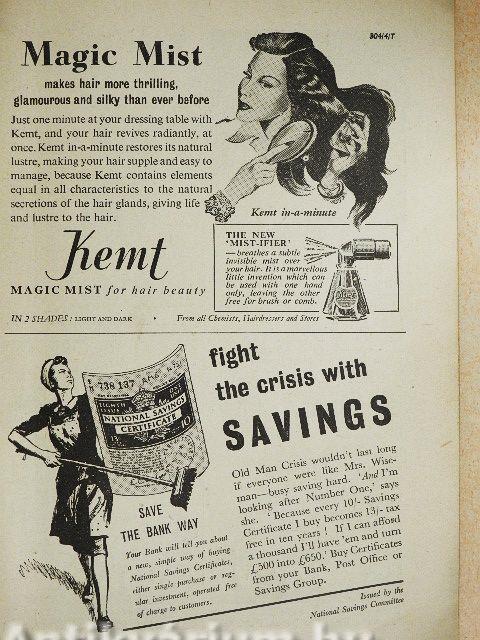 304/4/T
Magic Mist
makes hair more thrilling,
glamourous and silky than ever before
Just one minute at your dressing table with
Kemt, and your hair revives radiantly, at
once. Kemt in-a-minute restores its natural
lustre, making your hair supple and easy to
manage, because Kemt contains elements
equal in all characteristics to the natural
secretions of the hair glands, giving life
and lustre to the hair.
Kemt in-a-minute
Kemt
MAGIC MIST for hair beauty
THE NEW
'MIST-IFIER'
—breathes a subtle
invisible mist over
your hair. It is a marvellous
little invention which can
be used with one hand
only, leaving the other
free for brush or comb.
IN 2 SHADES: LIGHT AND DARK • From all Chemists, Hairdressers and Stores
fight
the crisis with
SAVINGS
738 137
EIGHTH
ISSUE
NATIONAL SAVINGS
CERTIFICATE
10
SAVE
THE BANK WAY
Your Bank will tell you about
a new, simple way of buying
National Savings Certificates,
either single purchase or reg-
ular investment, operated free
of charge to customers.
Old Man Crisis wouldn't last long
if everyone were like Mrs. Wise-
man—busy saving hard. 'And I'm
looking after Number One,' says
she. 'Because every 10/- Savings
Certificate I buy becomes 13/- tax
free in ten years! If I can afford
a thousand I'll have 'em and turn
£500 into £650.' Buy Certificates
from your Bank, Post Office or
Savings Group.
Issued by the
National Savings Committee